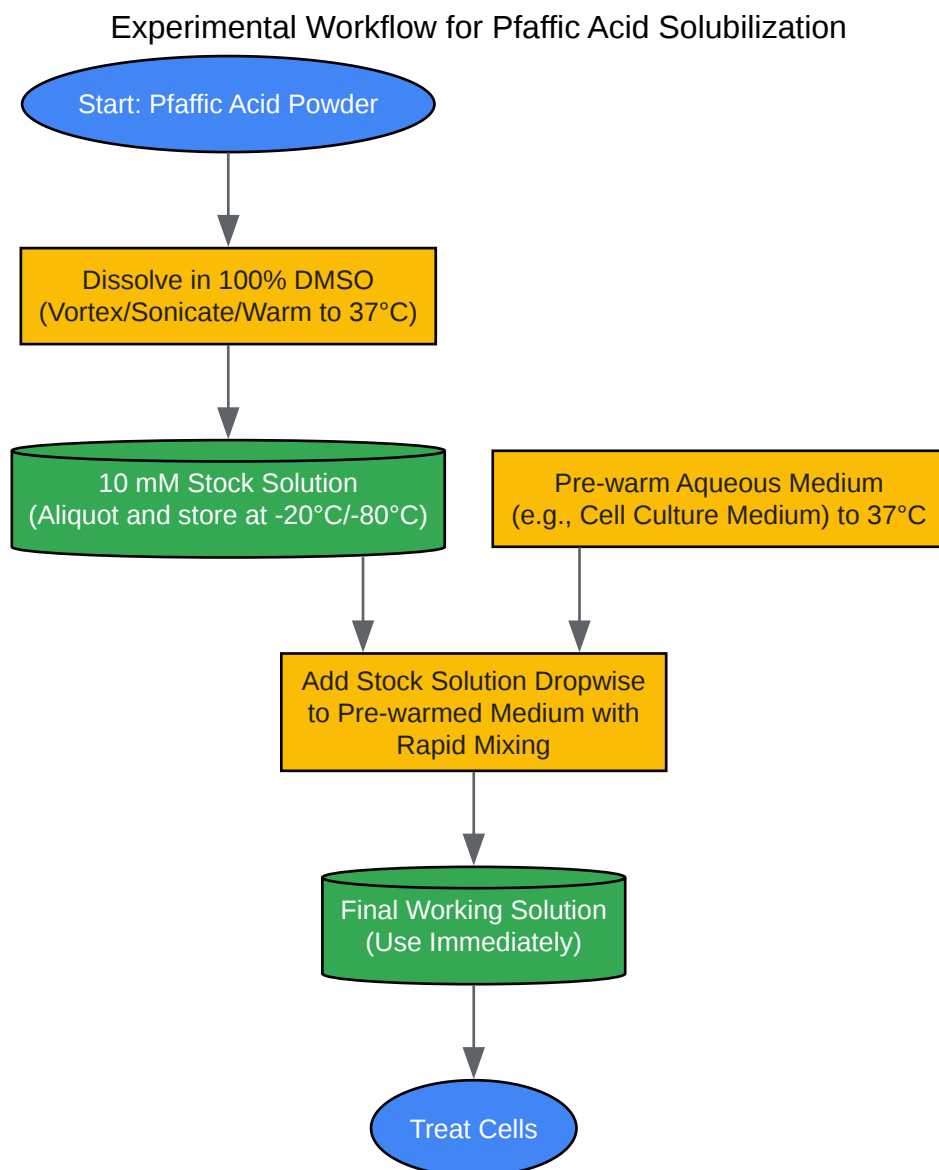 Experimental Workflow for Pfaffic Acid Solubilization
Start: Pfaffic Acid Powder
Dissolve in 100% DMSO
(Vortex/Sonicate/Warm to 37°C)
10 mM Stock Solution
(Aliquot and store at -20°C/-80°C)
Pre-warm Aqueous Medium
(e.g., Cell Culture Medium) to 37°C
Add Stock Solution Dropwise
to Pre-warmed Medium with
Rapid Mixing
Final Working Solution
(Use Immediately)
Treat Cells